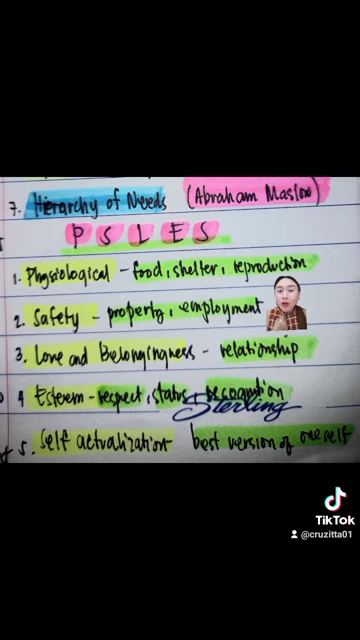 7. Hierarchy of Needs (Abraham Maslow)
P S L E S
1. Physiological - food, shelter, reproduction
2. Safety - property, employment
3. Love and Belongingness - relationship
4 Esteem - respect, status, recognition
Sterling
5. Self actualization best version of oneself
TikTok
@cruzitta01